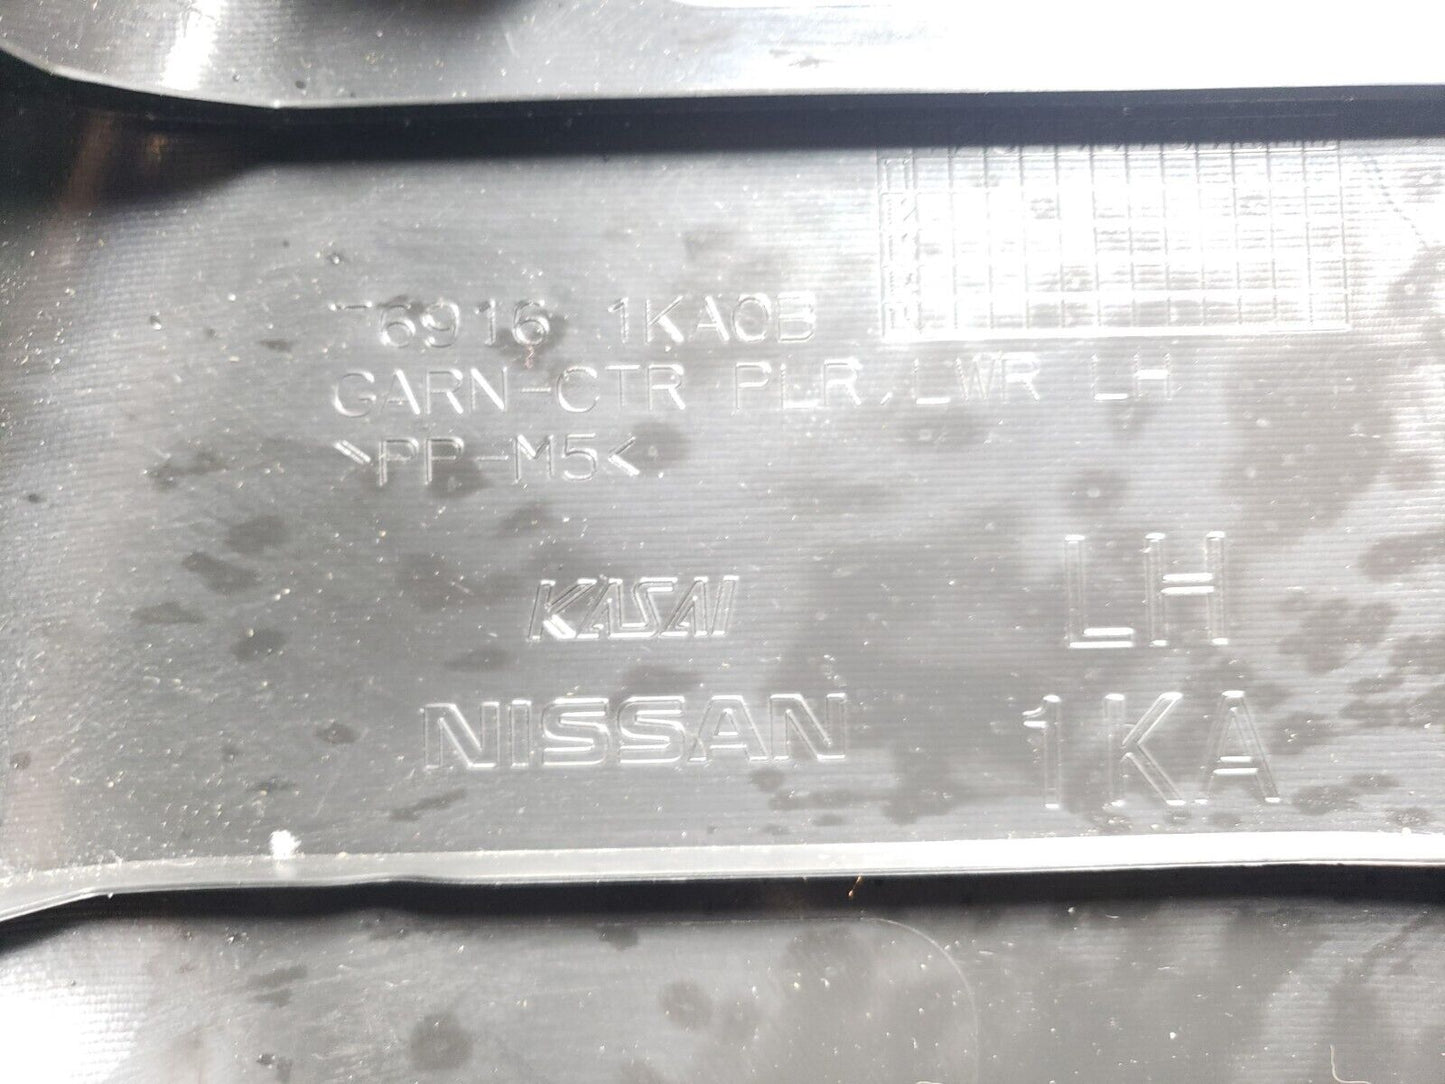 76916 1KA0B
GARN-CTR PLR,LWR LH
>PP-M5<
KASAI
LH
NISSAN
1KA